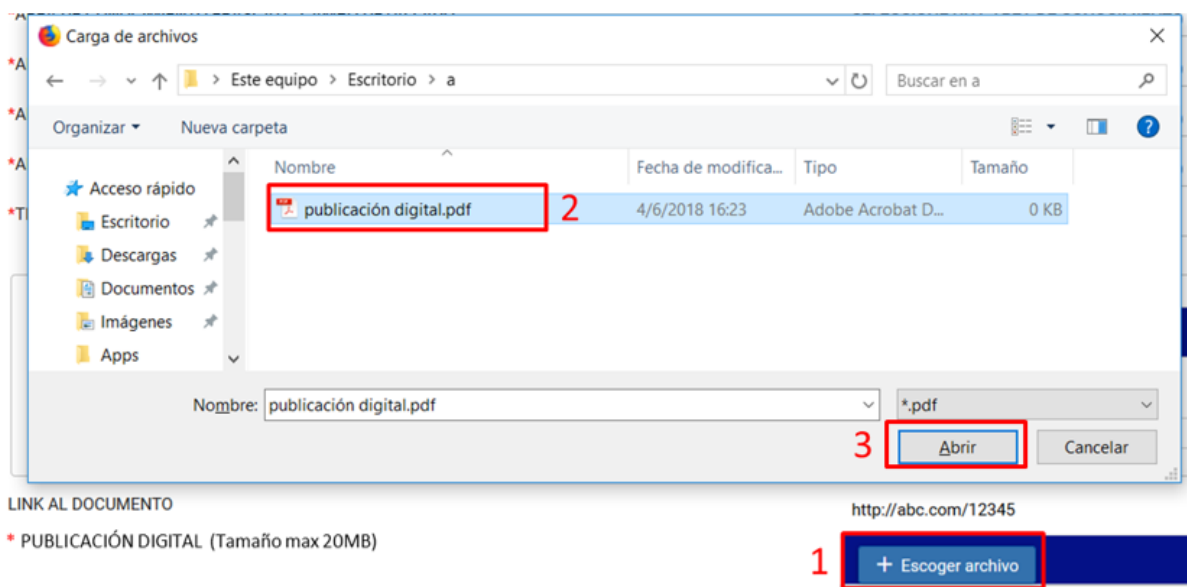 Carga de archivos
*A
Este equipo > Escritorio > a
Buscar en a
*A
Organizar
Nueva carpeta
*A
Nombre
Fecha de modifica...
Tipo
Tamaño
Acceso rápido
*TI
publicación digital.pdf
2
4/6/2018 16:23
Adobe Acrobat D...
0 KB
Escritorio
Descargas
Documentos
Imágenes
Apps
Nombre:
publicación digital.pdf
*.pdf
3
Abrir
Cancelar
LINK AL DOCUMENTO
http://abc.com/12345
* PUBLICACIÓN DIGITAL (Tamaño max 20MB)
1
+ Escoger archivo